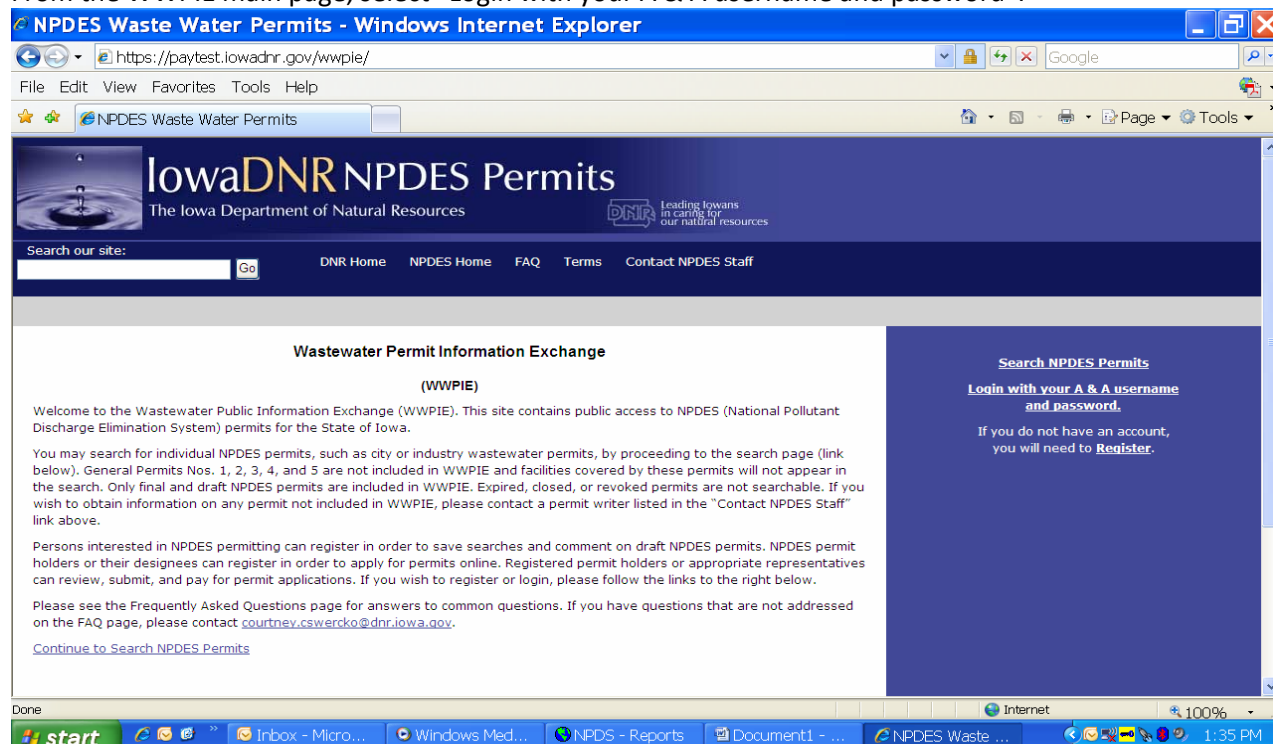 NPDES Waste Water Permits - Windows Internet Explorer
https://paytest.iowadnr.gov/wwpie/
Google
File Edit View Favorites Tools Help
NPDES Waste Water Permits
Page
Tools
IowaDNR NPDES Permits
The Iowa Department of Natural Resources
DNR
Leading Iowans
in caring for
our natural resources
Search our site:
Go
DNR Home NPDES Home FAQ Terms Contact NPDES Staff
Wastewater Permit Information Exchange
(WWPIE)
Welcome to the Wastewater Public Information Exchange (WWPIE). This site contains public access to NPDES (National Pollutant
Discharge Elimination System) permits for the State of Iowa.
You may search for individual NPDES permits, such as city or industry wastewater permits, by proceeding to the search page (link
below). General Permits Nos. 1, 2, 3, 4, and 5 are not included in WWPIE and facilities covered by these permits will not appear in
the search. Only final and draft NPDES permits are included in WWPIE. Expired, closed, or revoked permits are not searchable. If you
wish to obtain information on any permit not included in WWPIE, please contact a permit writer listed in the "Contact NPDES Staff"
link above.
Persons interested in NPDES permitting can register in order to save searches and comment on draft NPDES permits. NPDES permit
holders or their designees can register in order to apply for permits online. Registered permit holders or appropriate representatives
can review, submit, and pay for permit applications. If you wish to register or login, please follow the links to the right below.
Please see the Frequently Asked Questions page for answers to common questions. If you have questions that are not addressed
on the FAQ page, please contact courtney.cswercko@dnr.iowa.gov.
Continue to Search NPDES Permits
Search NPDES Permits
Login with your A & A username
and password.
If you do not have an account,
you will need to Register.
Done
Internet
100%
start
Inbox - Micro...
Windows Med...
NPDS - Reports
Document1 - ...
NPDES Waste ...
1:35 PM